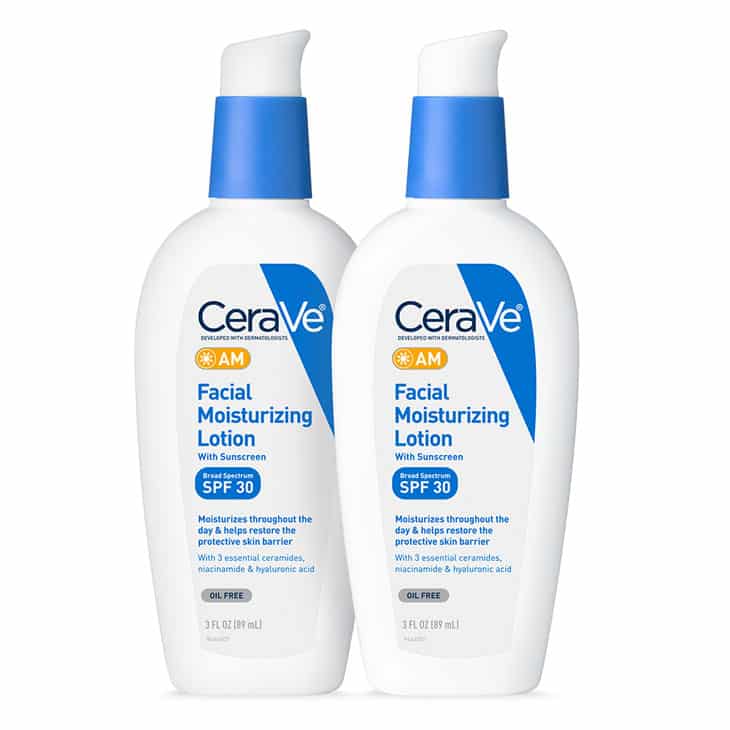 CeraVe®
DEVELOPED WITH DERMATOLOGISTS
AM
Facial
Moisturizing
Lotion
With Sunscreen
Broad Spectrum
SPF 30
Moisturizes throughout the
day & helps restore the
protective skin barrier
With 3 essential ceramides,
niacinamide & hyaluronic acid
OIL FREE
3 FL OZ (89 mL)
CeraVe®
DEVELOPED WITH DERMATOLOGISTS
AM
Facial
Moisturizing
Lotion
With Sunscreen
Broad Spectrum
SPF 30
Moisturizes throughout the
day & helps restore the
protective skin barrier
With 3 essential ceramides,
niacinamide & hyaluronic acid
OIL FREE
3 FL OZ (89 mL)